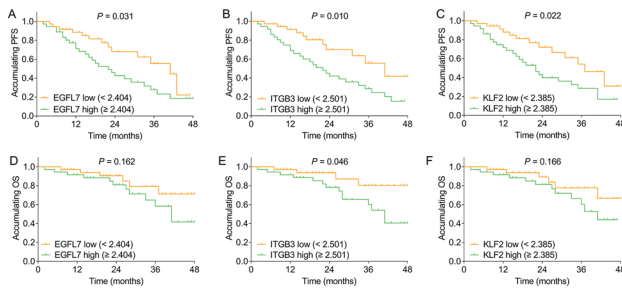 A
P = 0.031
Accumulating PFS
1.0
0.8
0.6
0.4
0.2
0.0
EGFL7 low (< 2.404)
EGFL7 high (≥ 2.404)
0 12 24 36 48
Time (months)
B
P = 0.010
Accumulating PFS
1.0
0.8
0.6
0.4
0.2
0.0
ITGB3 low (< 2.501)
ITGB3 high (≥ 2.501)
0 12 24 36 48
Time (months)
C
P = 0.022
Accumulating PFS
1.0
0.8
0.6
0.4
0.2
0.0
KLF2 low (< 2.385)
KLF2 high (≥ 2.385)
0 12 24 36 48
Time (months)
D
P = 0.162
Accumulating OS
1.0
0.8
0.6
0.4
0.2
0.0
EGFL7 low (< 2.404)
EGFL7 high (≥ 2.404)
0 12 24 36 48
Time (months)
E
P = 0.046
Accumulating OS
1.0
0.8
0.6
0.4
0.2
0.0
ITGB3 low (< 2.501)
ITGB3 high (≥ 2.501)
0 12 24 36 48
Time (months)
F
P = 0.166
Accumulating OS
1.0
0.8
0.6
0.4
0.2
0.0
KLF2 low (< 2.385)
KLF2 high (≥ 2.385)
0 12 24 36 48
Time (months)